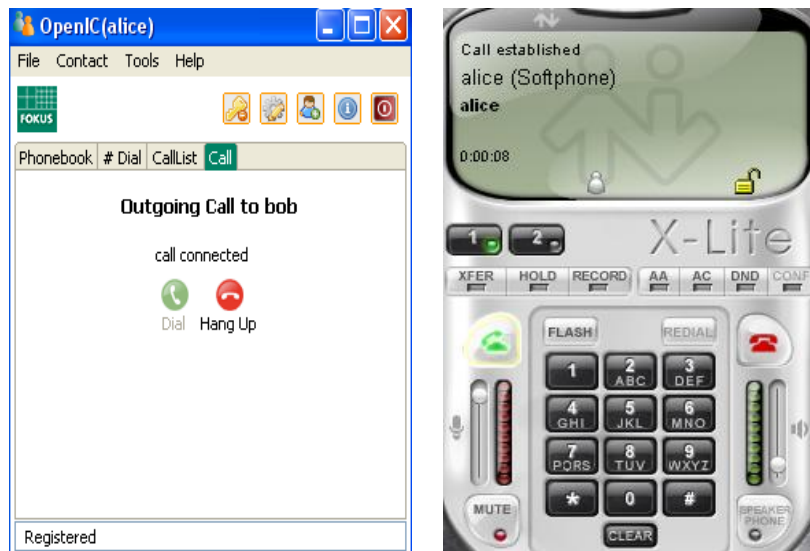 OpenIC(alice)
File Contact Tools Help
FOKUS
Phonebook # Dial CallList Call
Outgoing Call to bob
call connected
Dial Hang Up
Registered
Call established
alice (Softphone)
alice
0:00:08
1 2 X-Lite
XFER HOLD RECORD AA AC DND CONF
FLASH REDIAL
1 2 3
ABC DEF
4 5 6
GHI JKL MNO
7 8 9
PQRS TUV WXYZ
* 0 #
MUTE SPEAKER
PHONE
CLEAR